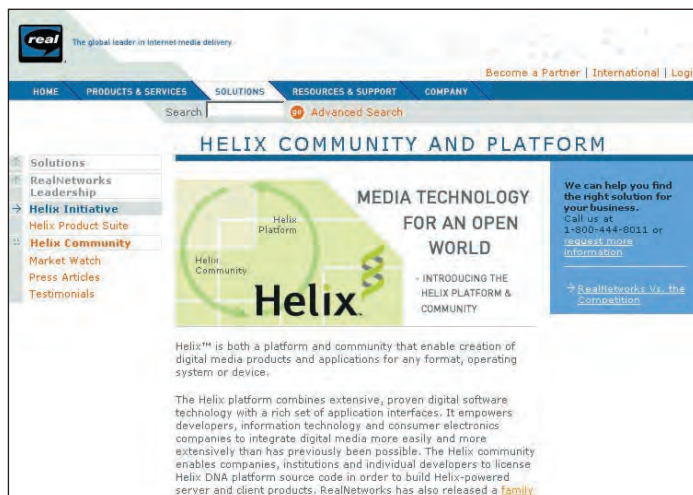 real
The global leader in Internet media delivery
Become a Partner | International | Logi
HOME PRODUCTS & SERVICES SOLUTIONS RESOURCES & SUPPORT COMPANY
Search go Advanced Search
HELIX COMMUNITY AND PLATFORM
Solutions
RealNetworks
Leadership
Helix Initiative
Helix Product Suite
Helix Community
Market Watch
Press Articles
Testimonials
Helix
Platform
Helix
Community
Helix
MEDIA TECHNOLOGY
FOR AN OPEN
WORLD
- INTRODUCING THE
HELIX PLATFORM &
COMMUNITY
We can help you find
the right solution for
your business.
Call us at
1-800-444-8011 or
request more
information
RealNetworks Vs. the
Competition
Helix™ is both a platform and community that enable creation of
digital media products and applications for any format, operating
system or device.
The Helix platform combines extensive, proven digital software
technology with a rich set of application interfaces. It empowers
developers, information technology and consumer electronics
companies to integrate digital media more easily and more
extensively than has previously been possible. The Helix community
enables companies, institutions and individual developers to license
Helix DNA platform source code in order to build Helix-powered
server and client products. RealNetworks has also released a family